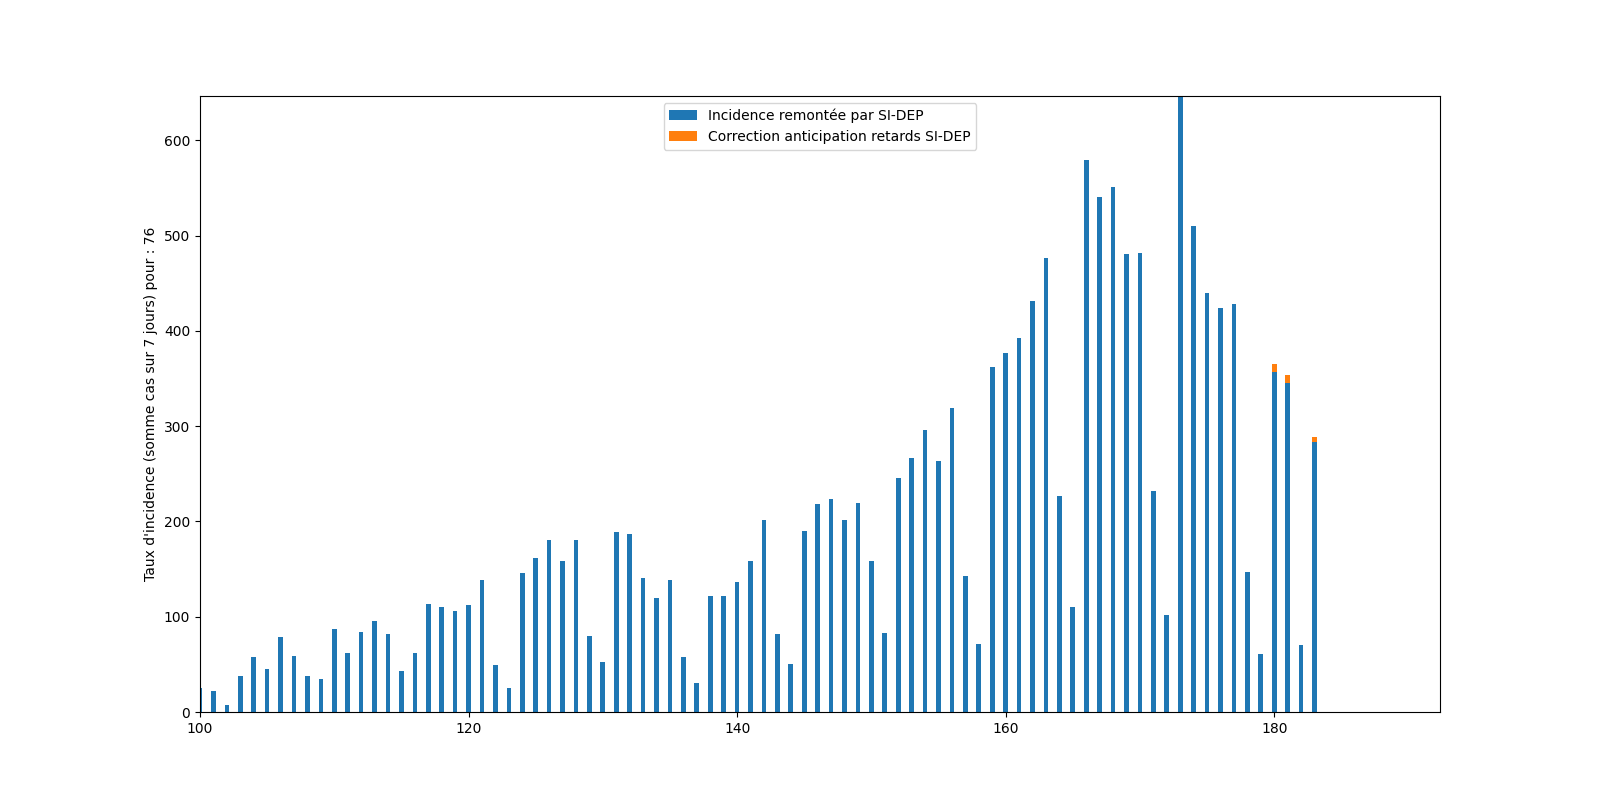 Incidence remontée par SI-DEP
Correction anticipation retards SI-DEP
Taux d'incidence (somme cas sur 7 jours) pour : 76
600
500
400
300
200
100
0
100 120 140 160 180